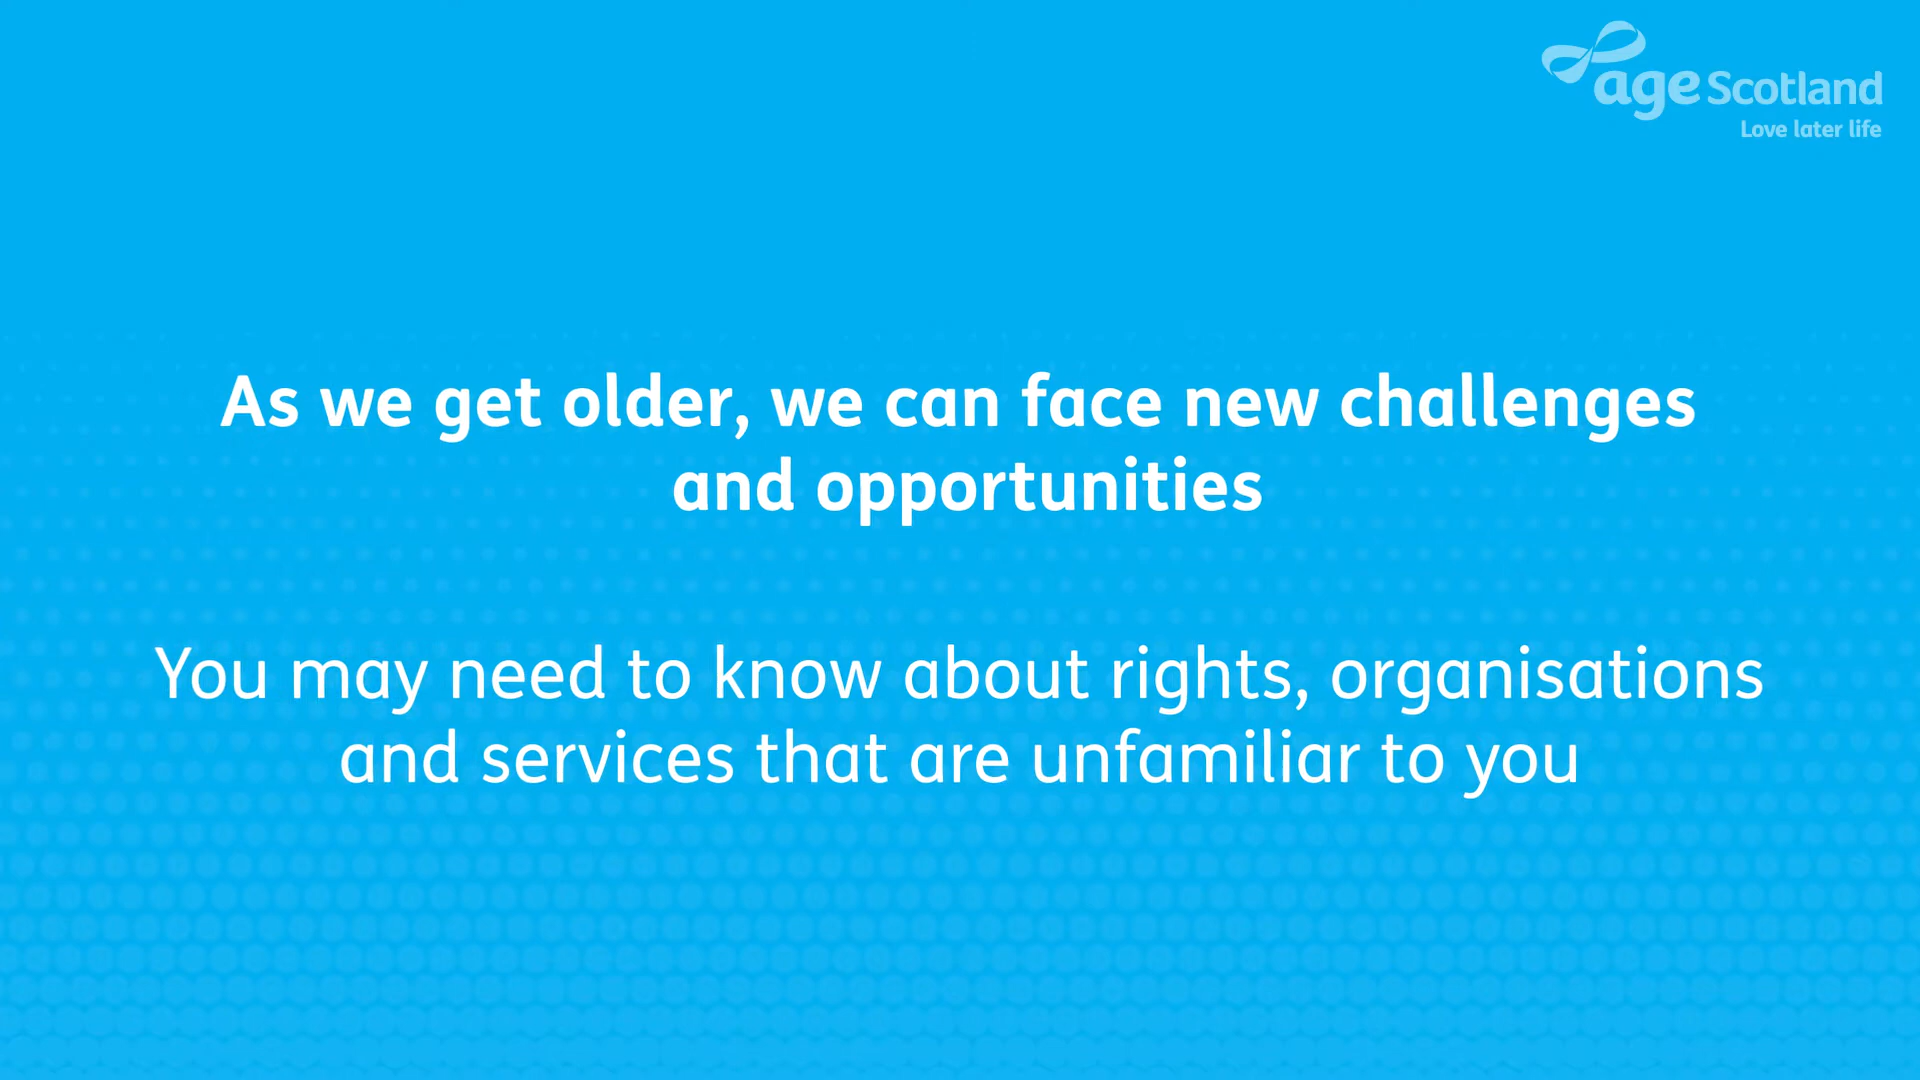 age Scotland
Love later life
As we get older, we can face new challenges
and opportunities
You may need to know about rights, organisations
and services that are unfamiliar to you